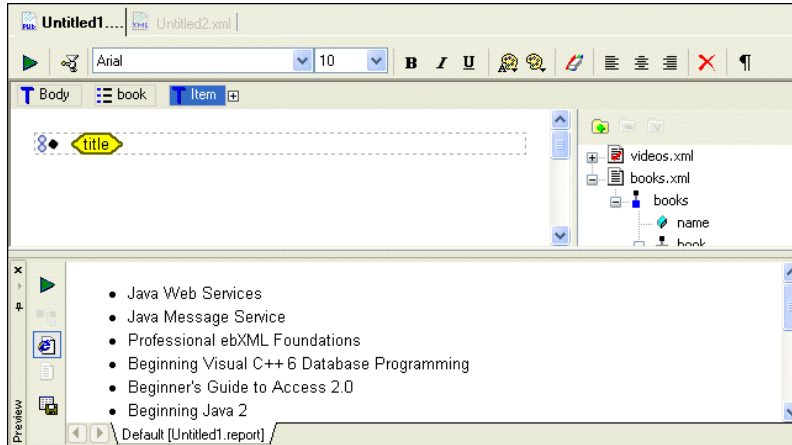 Untitled1.... Untitled2.xml
Arial 10 B I U ¶
Body book Item
title
videos.xml
books.xml
books
name
book
Java Web Services
Java Message Service
Professional ebXML Foundations
Beginning Visual C++ 6 Database Programming
Beginner's Guide to Access 2.0
Beginning Java 2
Preview
Default [Untitled1.report]